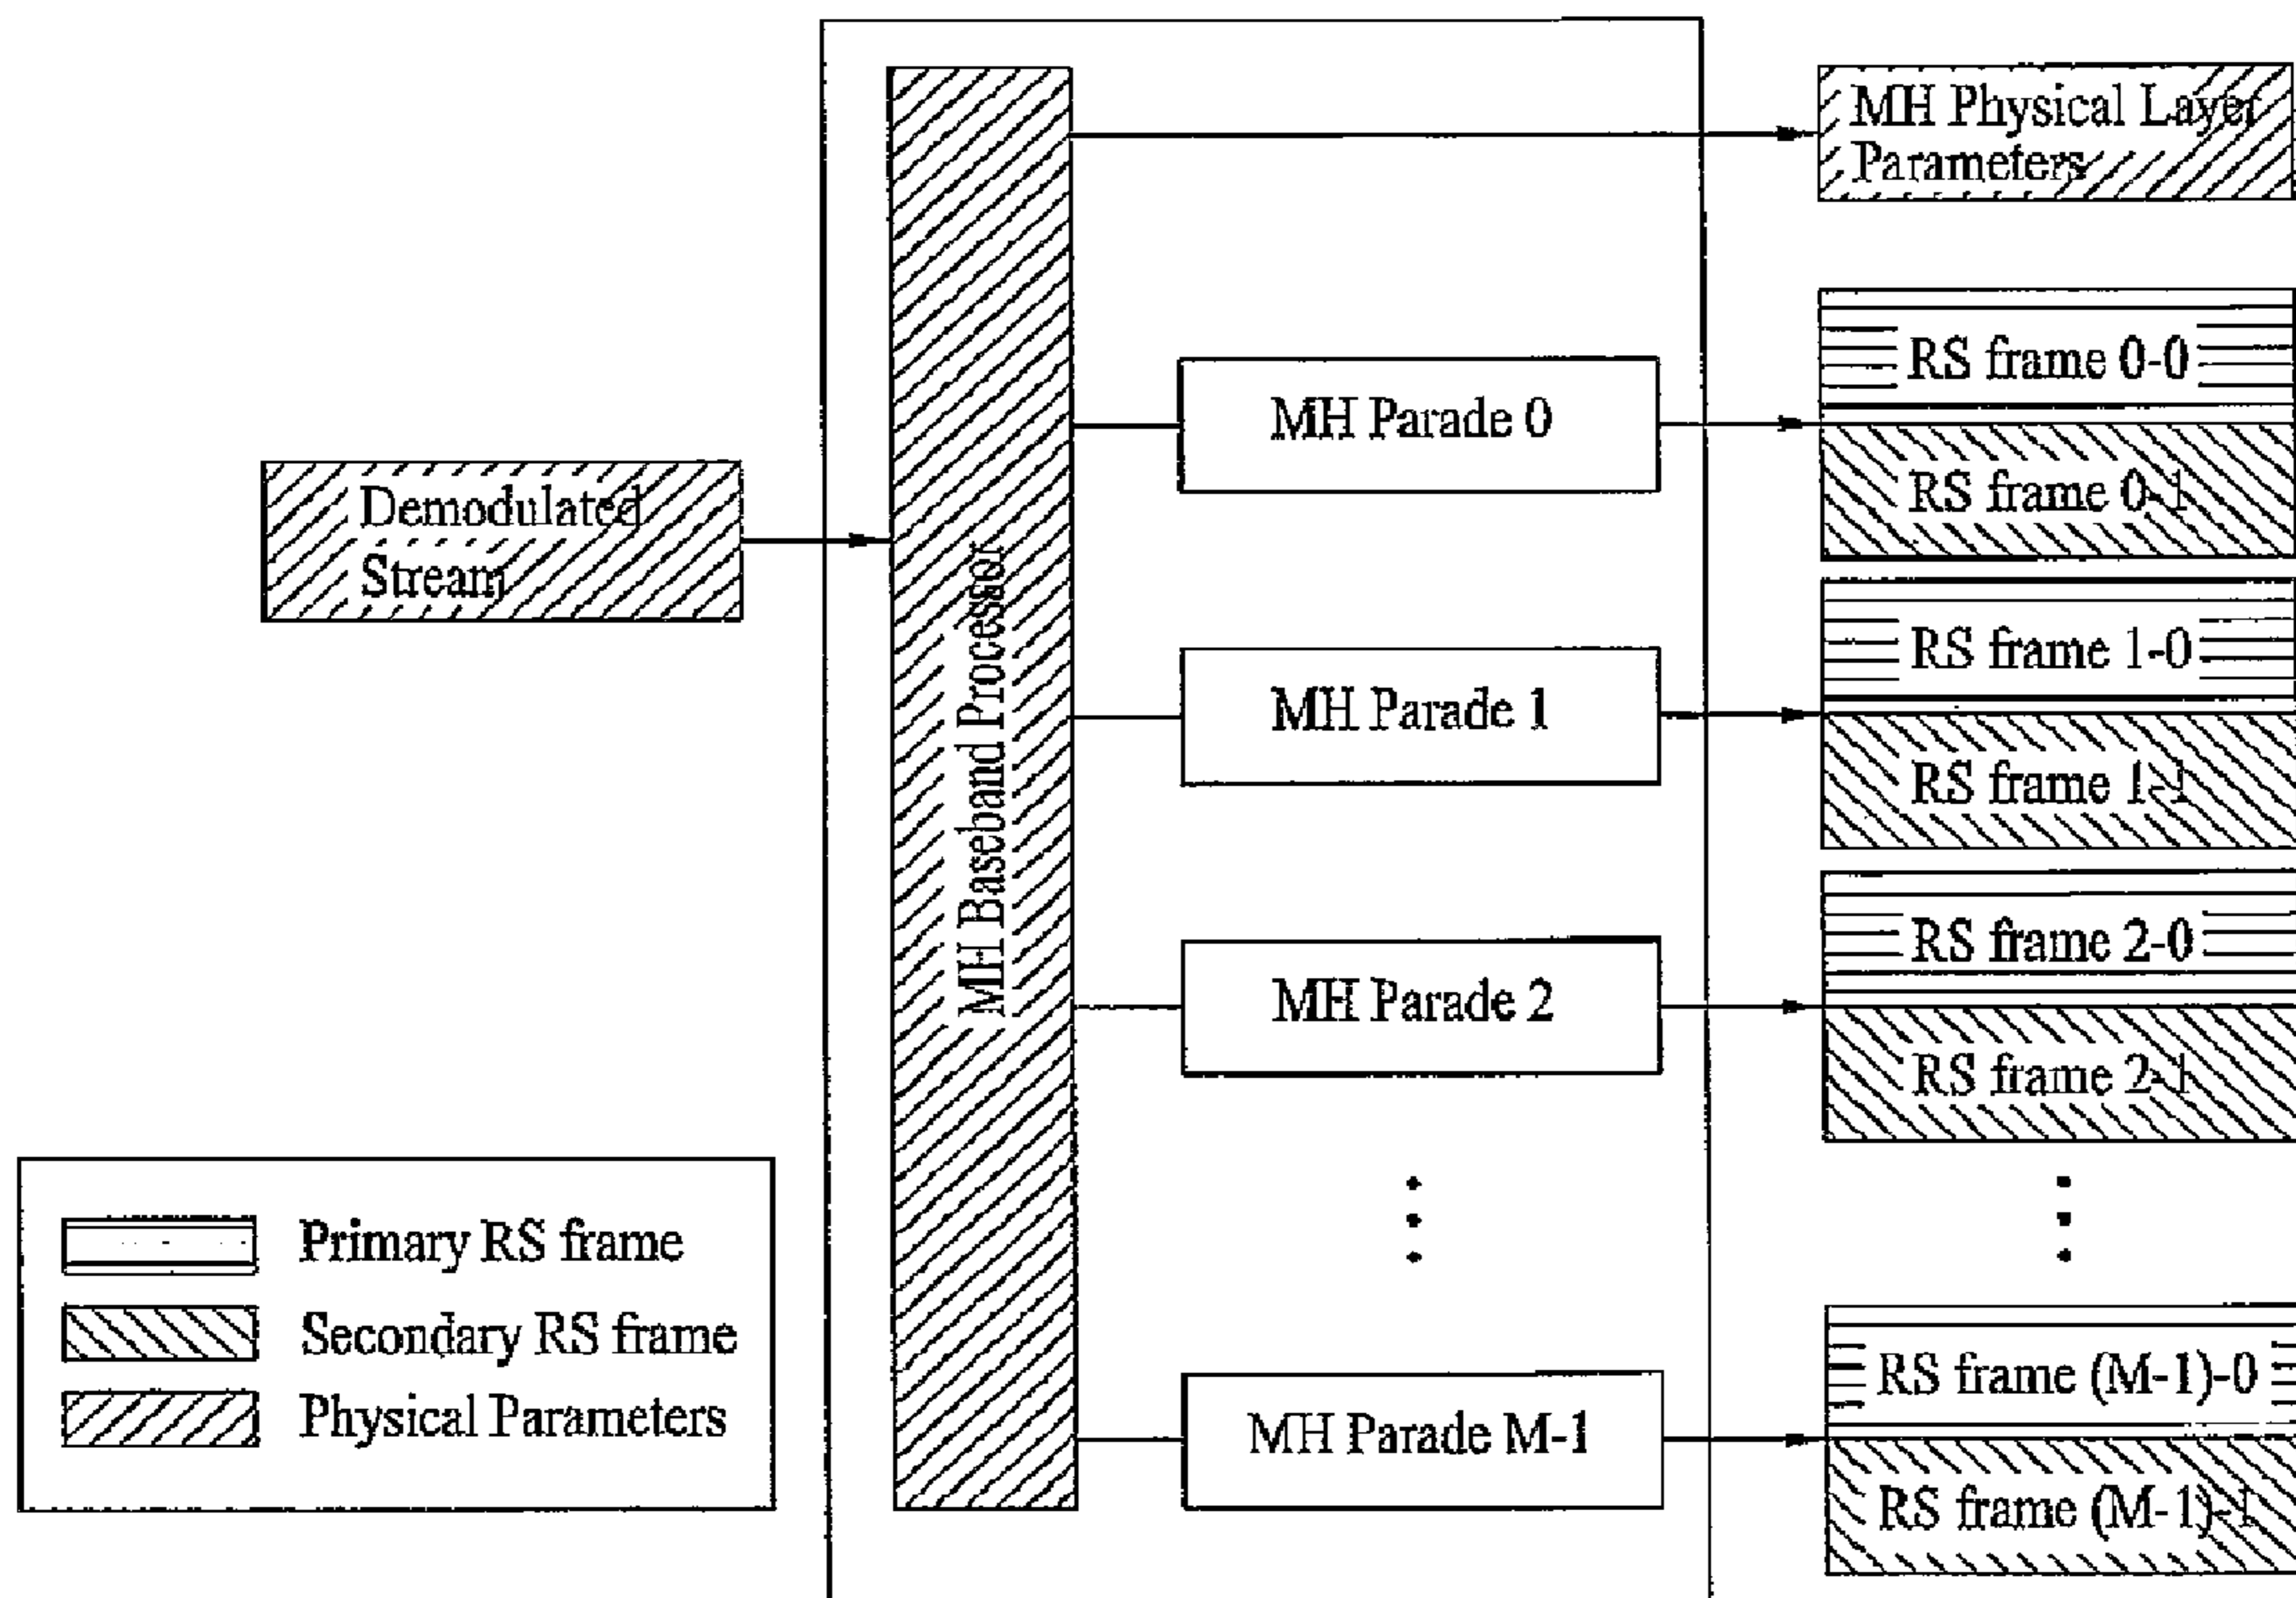 MH Physical Layer
Parameters
Demodulated
Stream
MH Baseband Processor
MH Parade 0
RS frame 0-0
RS frame 0-1
MH Parade 1
RS frame 1-0
RS frame 1-1
MH Parade 2
RS frame 2-0
RS frame 2-1
MH Parade M-1
RS frame (M-1)-0
RS frame (M-1)-1
Primary RS frame
Secondary RS frame
Physical Parameters